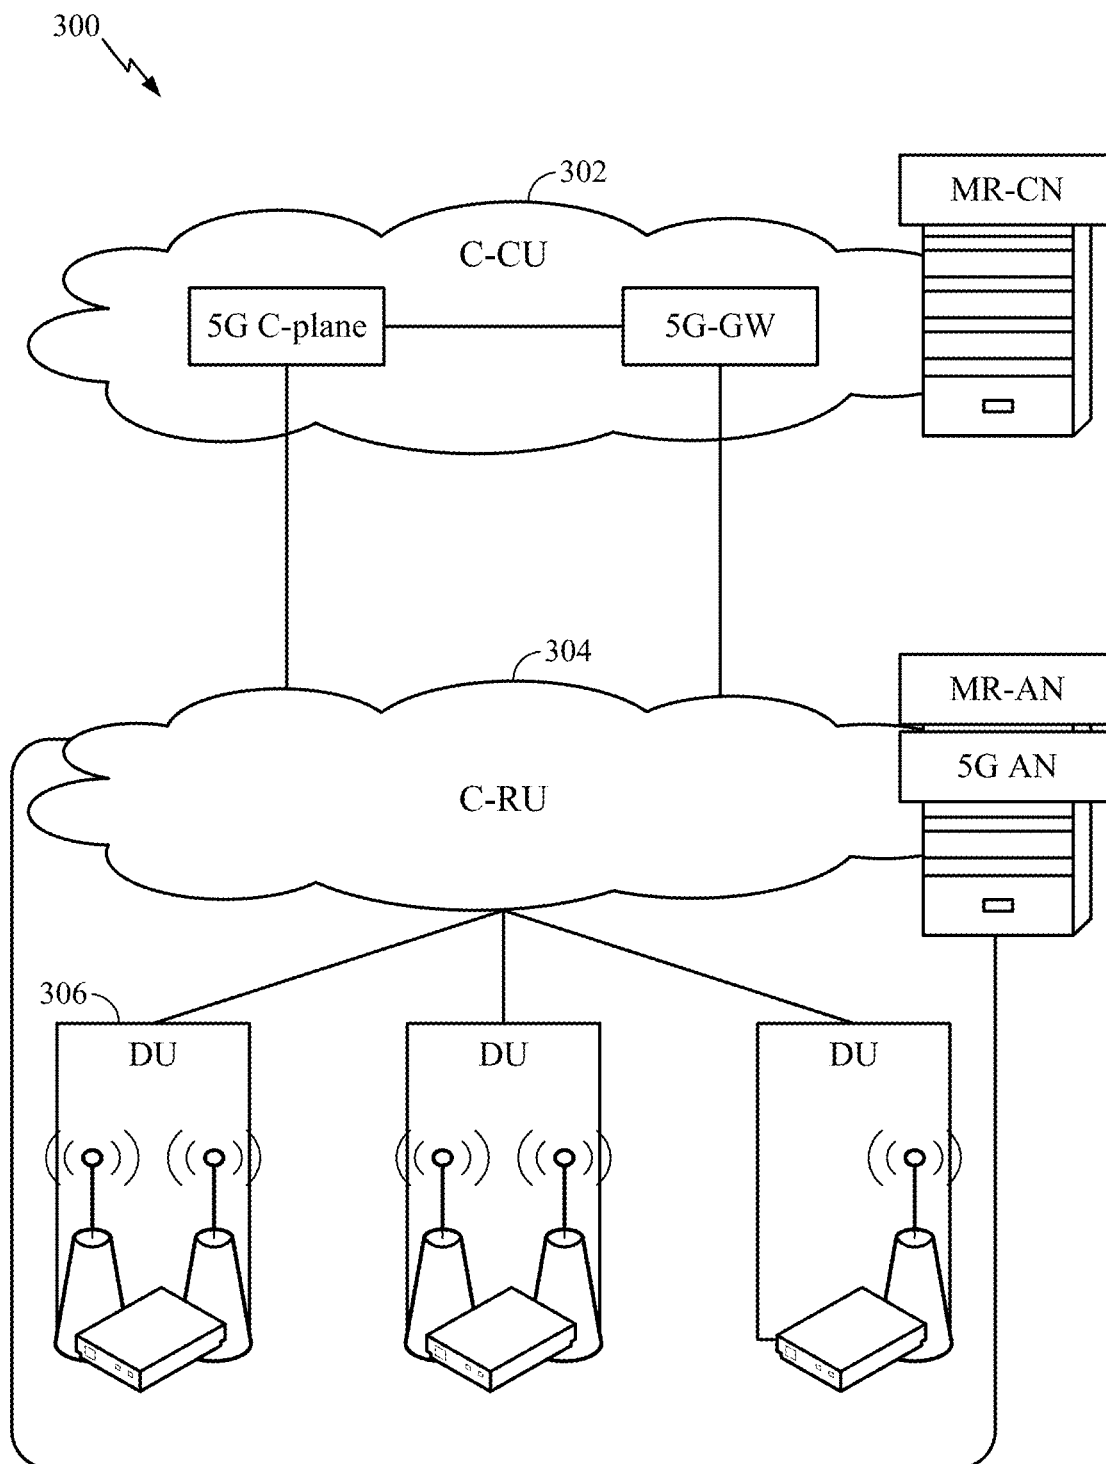 300
302
MR-CN
C-CU
5G C-plane
5G-GW
304
MR-AN
5G AN
C-RU
306
DU
DU
DU